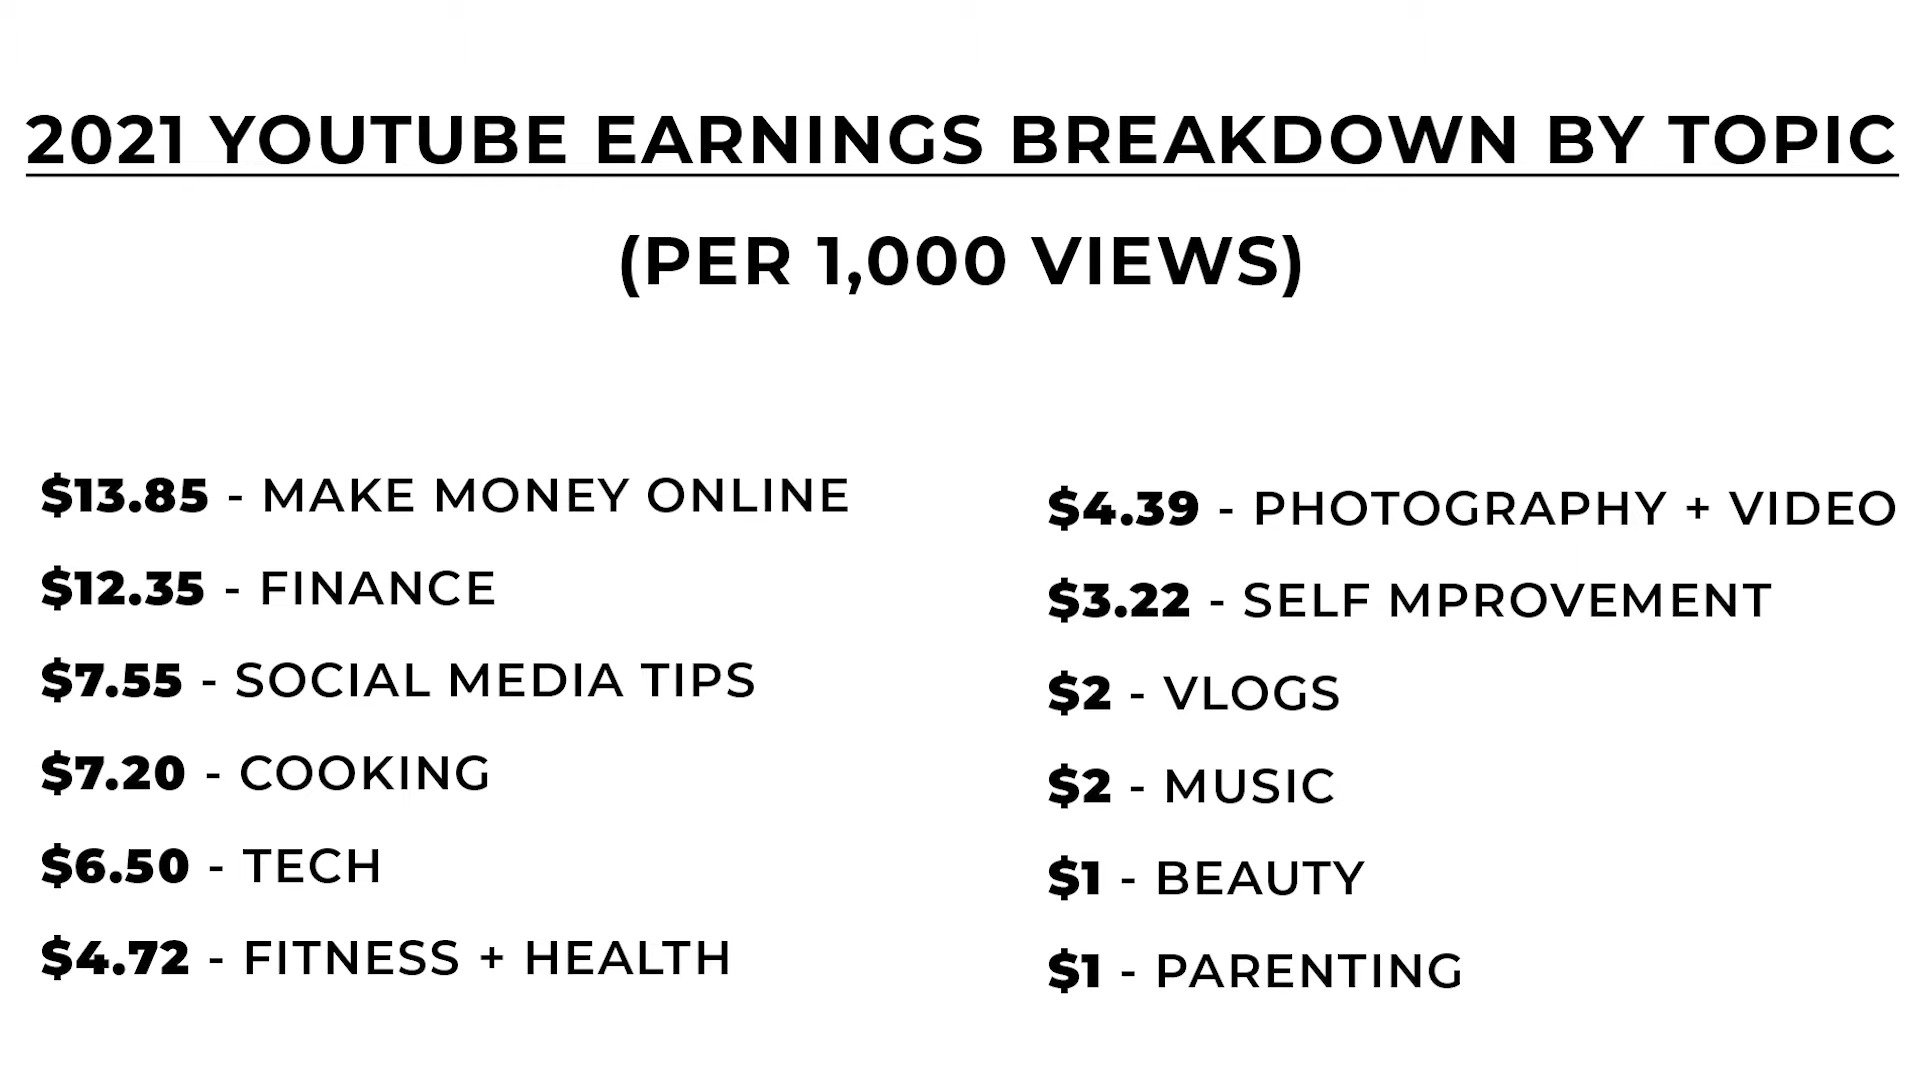 2021 YOUTUBE EARNINGS BREAKDOWN BY TOPIC
(PER 1,000 VIEWS)
$13.85 - MAKE MONEY ONLINE
$12.35 - FINANCE
$7.55 - SOCIAL MEDIA TIPS
$7.20 - COOKING
$6.50 - TECH
$4.72 - FITNESS + HEALTH
$4.39 - PHOTOGRAPHY + VIDEO
$3.22 - SELF MPROVEMENT
$2 - VLOGS
$2 - MUSIC
$1 - BEAUTY
$1 - PARENTING